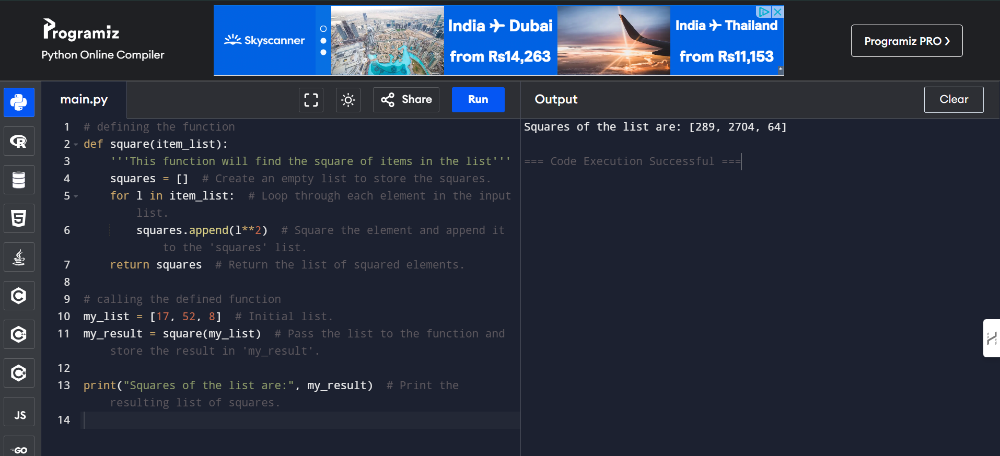 Programiz
Python Online Compiler
Skyscanner
India ✈ Dubai
from Rs14,263
India ✈ Thailand
from Rs11,153
*
Programiz PRO ❯
main.py
Share
Run
Output
Clear
1 # defining the function
2 def square(item_list):
3 '''This function will find the square of items in the list'''
4 squares = [] # Create an empty list to store the squares.
5 for l in item_list: # Loop through each element in the input
list.
6 squares.append(l**2) # Square the element and append it
to the 'squares' list.
7 return squares # Return the list of squared elements.
8
9 # calling the defined function
10 my_list = [17, 52, 8] # Initial list.
11 my_result = square(my_list) # Pass the list to the function and
store the result in 'my_result'.
12
13 print("Squares of the list are:", my_result) # Print the
resulting list of squares.
14
Squares of the list are: [289, 2704, 64]
=== Code Execution Successful ===
R
5
C
C++
C#
JS
GO